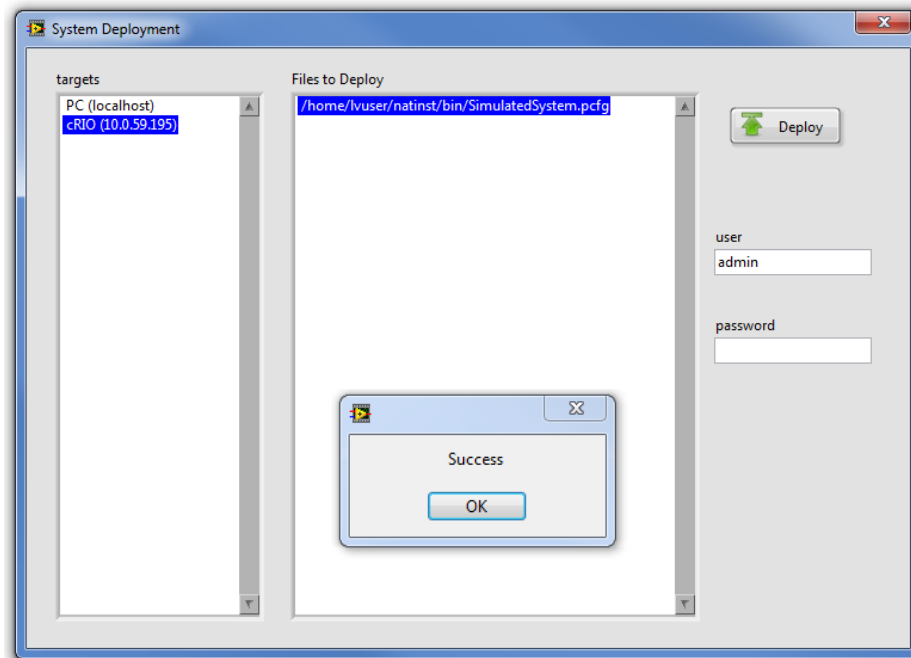 System Deployment
targets
Files to Deploy
PC (localhost)
cRIO (10.0.59.195)
/home/lvuser/natinst/bin/SimulatedSystem.pcfg
Deploy
user
admin
password
Success
OK